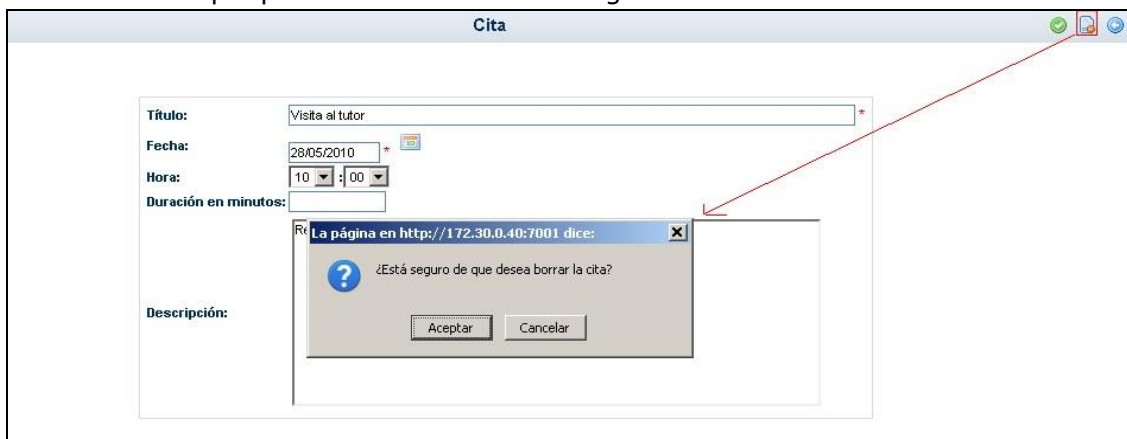 Cita
Título: Visita al tutor *
Fecha: 28/05/2010 *
Hora: 10 : 00
Duración en minutos:
La página en http://172.30.0.40:7001 dice:
¿Está seguro de que desea borrar la cita?
Aceptar Cancelar
Descripción: